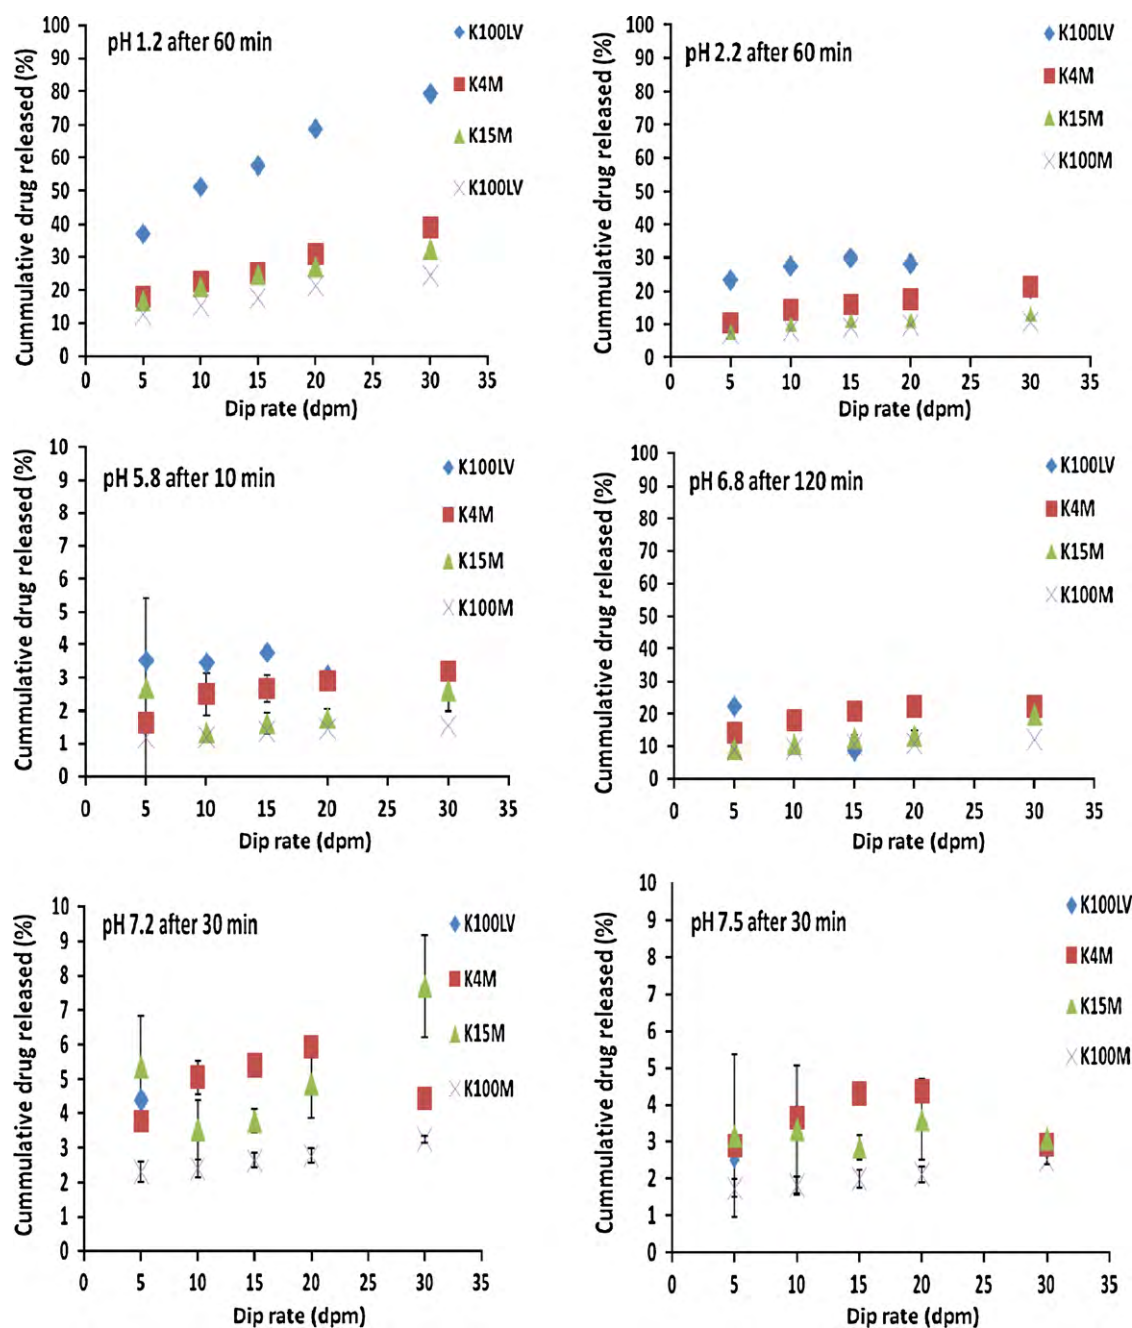 Cummulative drug released (%)
100
90
80
70
60
50
40
30
20
10
0
pH 1.2 after 60 min
K100LV
K4M
K15M
K100LV
0 5 10 15 20 25 30 35
Dip rate (dpm)
Cummulative drug released (%)
100
90
80
70
60
50
40
30
20
10
0
pH 2.2 after 60 min
K100LV
K4M
K15M
K100M
0 5 10 15 20 25 30 35
Dip rate (dpm)
Cummulative drug released (%)
10
9
8
7
6
5
4
3
2
1
0
pH 5.8 after 10 min
K100LV
K4M
K15M
K100M
0 5 10 15 20 25 30 35
Dip rate (dpm)
Cummulative drug released (%)
100
90
80
70
60
50
40
30
20
10
0
pH 6.8 after 120 min
K100LV
K4M
K15M
K100M
0 5 10 15 20 25 30 35
Dip rate (dpm)
Cummulative drug released (%)
10
9
8
7
6
5
4
3
2
1
0
pH 7.2 after 30 min
K100LV
K4M
K15M
K100M
0 5 10 15 20 25 30 35
Dip rate (dpm)
Cummulative drug released (%)
10
9
8
7
6
5
4
3
2
1
0
pH 7.5 after 30 min
K100LV
K4M
K15M
K100M
0 5 10 15 20 25 30 35
Dip rate (dpm)